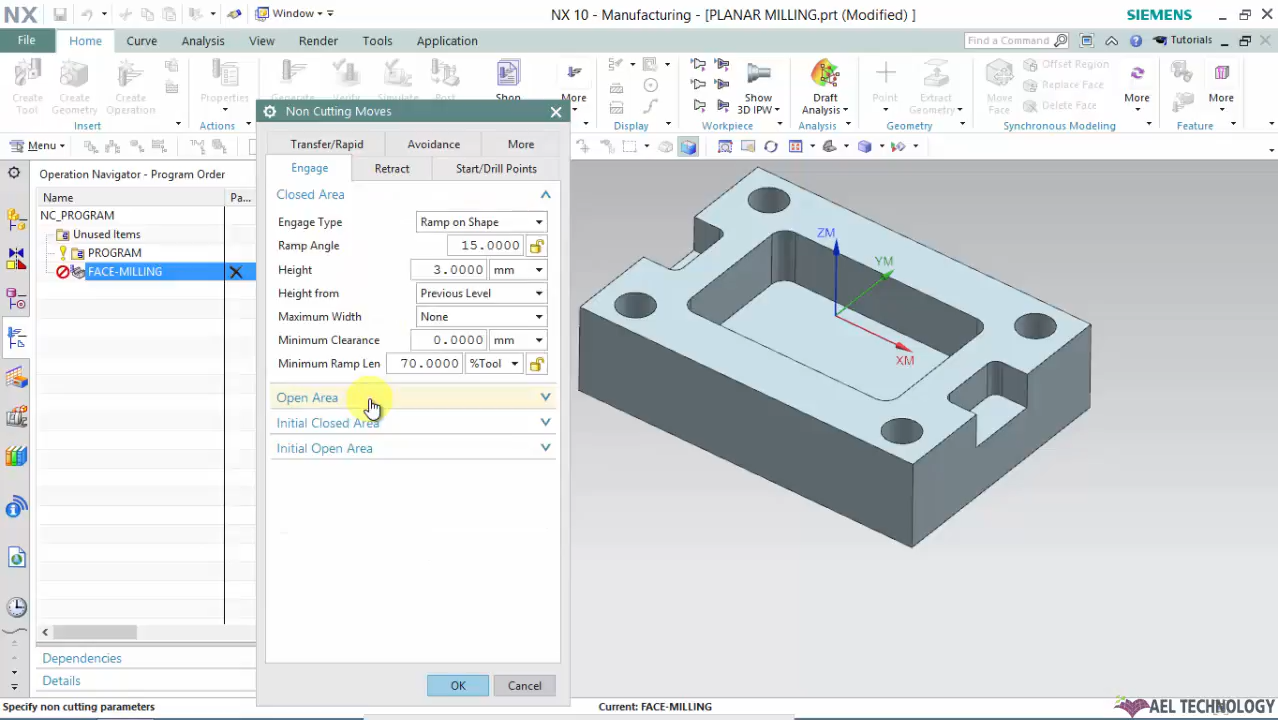 NX
Window
NX 10 - Manufacturing - [PLANAR MILLING.prt (Modified) ]
SIEMENS
File
Home
Curve
Analysis
View
Render
Tools
Application
Find a Command
Tutorials
Create Tool
Create Geometry
Create Operation
Properties
Generate
Verify
Simulate
Post
Shop
More
Show 3D IPW
Draft Analysis
Point
Extract Geometry
Move Face
Offset Region
Replace Face
Delete Face
More
More
Insert
Actions
Display
Workpiece
Analysis
Geometry
Synchronous Modeling
Feature
Menu
Operation Navigator - Program Order
Name
Pa...
NC_PROGRAM
Unused Items
PROGRAM
FACE-MILLING
Dependencies
Details
Non Cutting Moves
Transfer/Rapid
Avoidance
More
Engage
Retract
Start/Drill Points
Closed Area
Engage Type
Ramp on Shape
Ramp Angle
15.0000
Height
3.0000
mm
Height from
Previous Level
Maximum Width
None
Minimum Clearance
0.0000
mm
Minimum Ramp Len
70.0000
%Tool
Open Area
Initial Closed Area
Initial Open Area
OK
Cancel
ZM
YM
XM
Specify non cutting parameters
Current: FACE-MILLING
AEL TECHNOLOGY